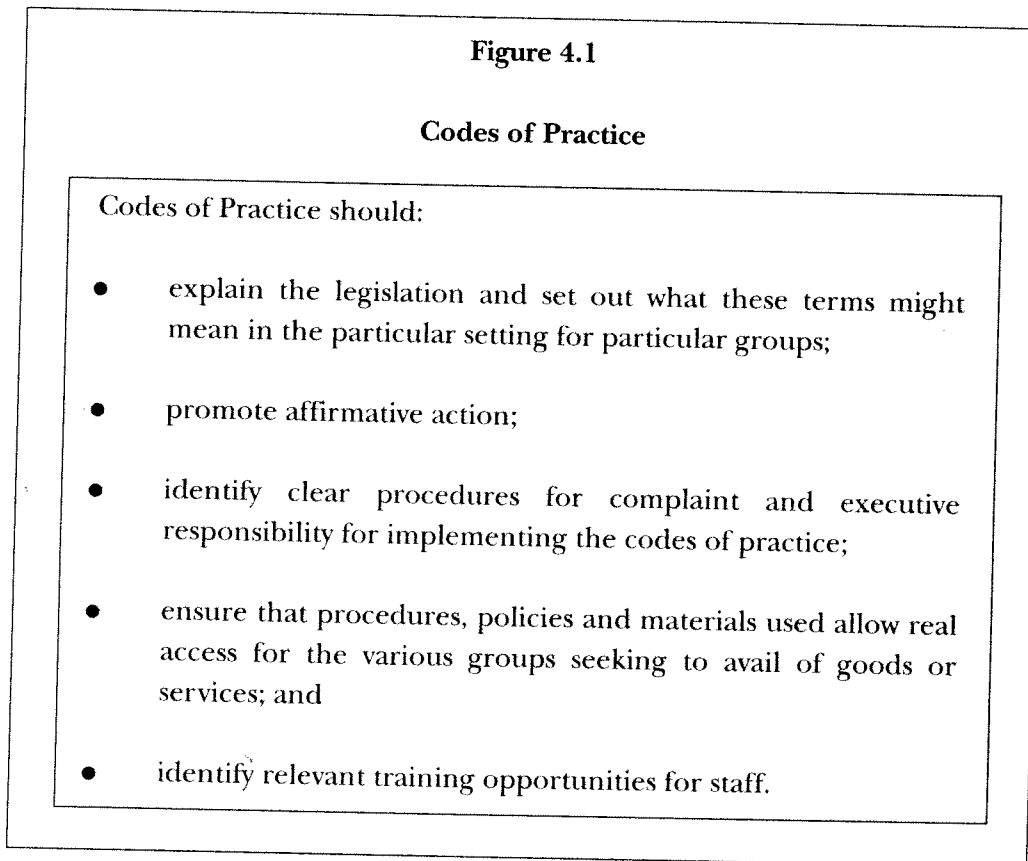 Figure 4.1
Codes of Practice
Codes of Practice should:
● explain the legislation and set out what these terms might
mean in the particular setting for particular groups;
● promote affirmative action;
● identify clear procedures for complaint and executive
responsibility for implementing the codes of practice;
● ensure that procedures, policies and materials used allow real
access for the various groups seeking to avail of goods or
services; and
● identify relevant training opportunities for staff.